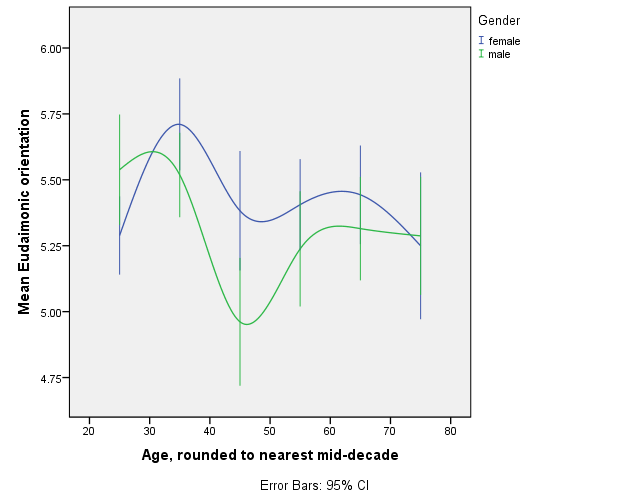 Gender
female
male
6.00
5.75
5.50
5.25
5.00
4.75
Mean Eudaimonic orientation
20 30 40 50 60 70 80
Age, rounded to nearest mid-decade
Error Bars: 95% CI